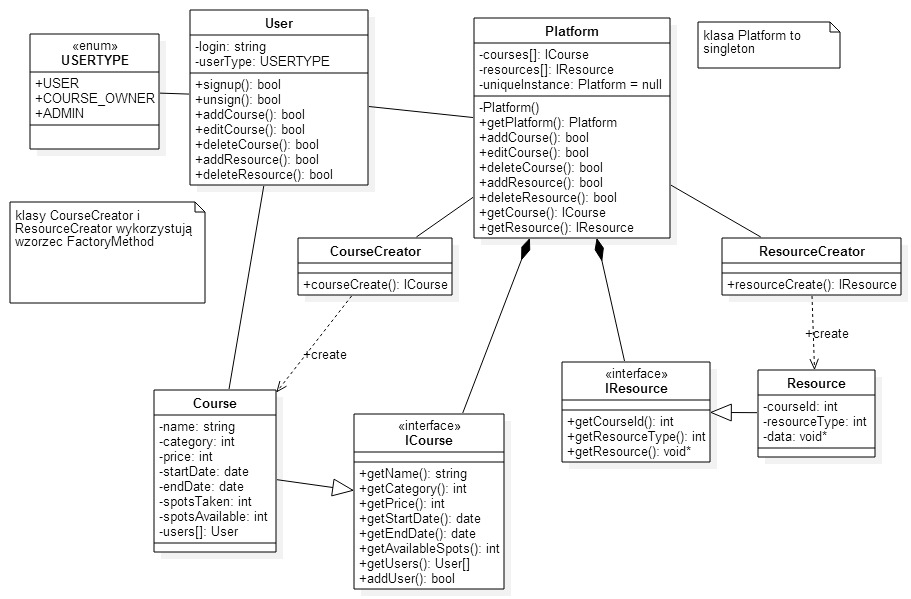 «enum»
USERTYPE
+USER
+COURSE_OWNER
+ADMIN
User
-login: string
-userType: USERTYPE
+signup(): bool
+unsign(): bool
+addCourse(): bool
+editCourse(): bool
+deleteCourse(): bool
+addResource(): bool
+deleteResource(): bool
Platform
-courses[]: ICourse
-resources[]: IResource
-uniqueInstance: Platform = null
-Platform()
+getPlatform(): Platform
+addCourse(): bool
+editCourse(): bool
+deleteCourse(): bool
+addResource(): bool
+deleteResource(): bool
+getCourse(): ICourse
+getResource(): IResource
klasa Platform to
singleton
klasy CourseCreator i
ResourceCreator wykorzystują
wzorzec FactoryMethod
CourseCreator
+courseCreate(): ICourse
ResourceCreator
+resourceCreate(): IResource
+create
+create
Course
-name: string
-category: int
-price: int
-startDate: date
-endDate: date
-spotsTaken: int
-spotsAvailable: int
-users[]: User
«interface»
ICourse
+getName(): string
+getCategory(): int
+getPrice(): int
+getStartDate(): date
+getEndDate(): date
+getAvailableSpots(): int
+getUsers(): User[]
+addUser(): bool
«interface»
IResource
+getCourseId(): int
+getResourceType(): int
+getResource(): void*
Resource
-courseId: int
-resourceType: int
-data: void*